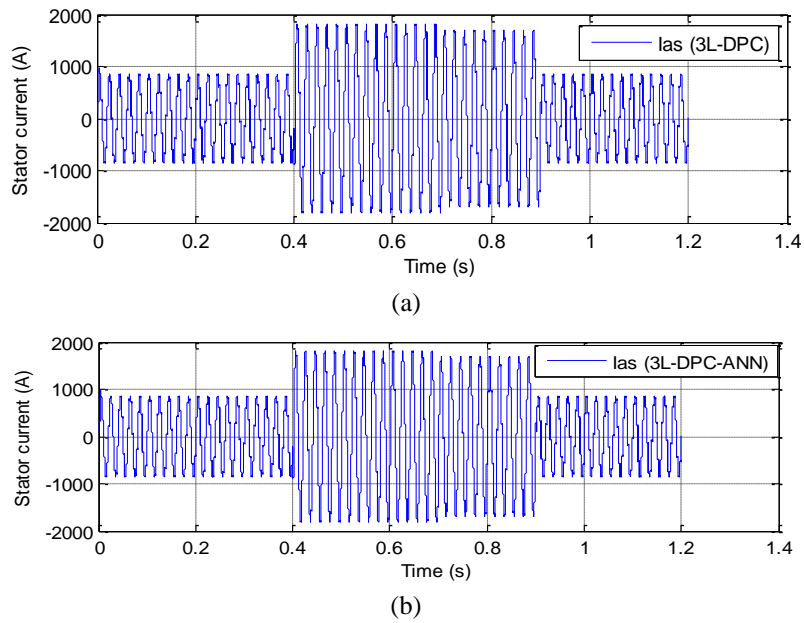 2000
1000
0
-1000
-2000
Stator current (A)
Ias (3L-DPC)
0 0.2 0.4 0.6 0.8 1 1.2 1.4
Time (s)
(a)
2000
1000
0
-1000
-2000
Stator current (A)
Ias (3L-DPC-ANN)
0 0.2 0.4 0.6 0.8 1 1.2 1.4
Time (s)
(b)